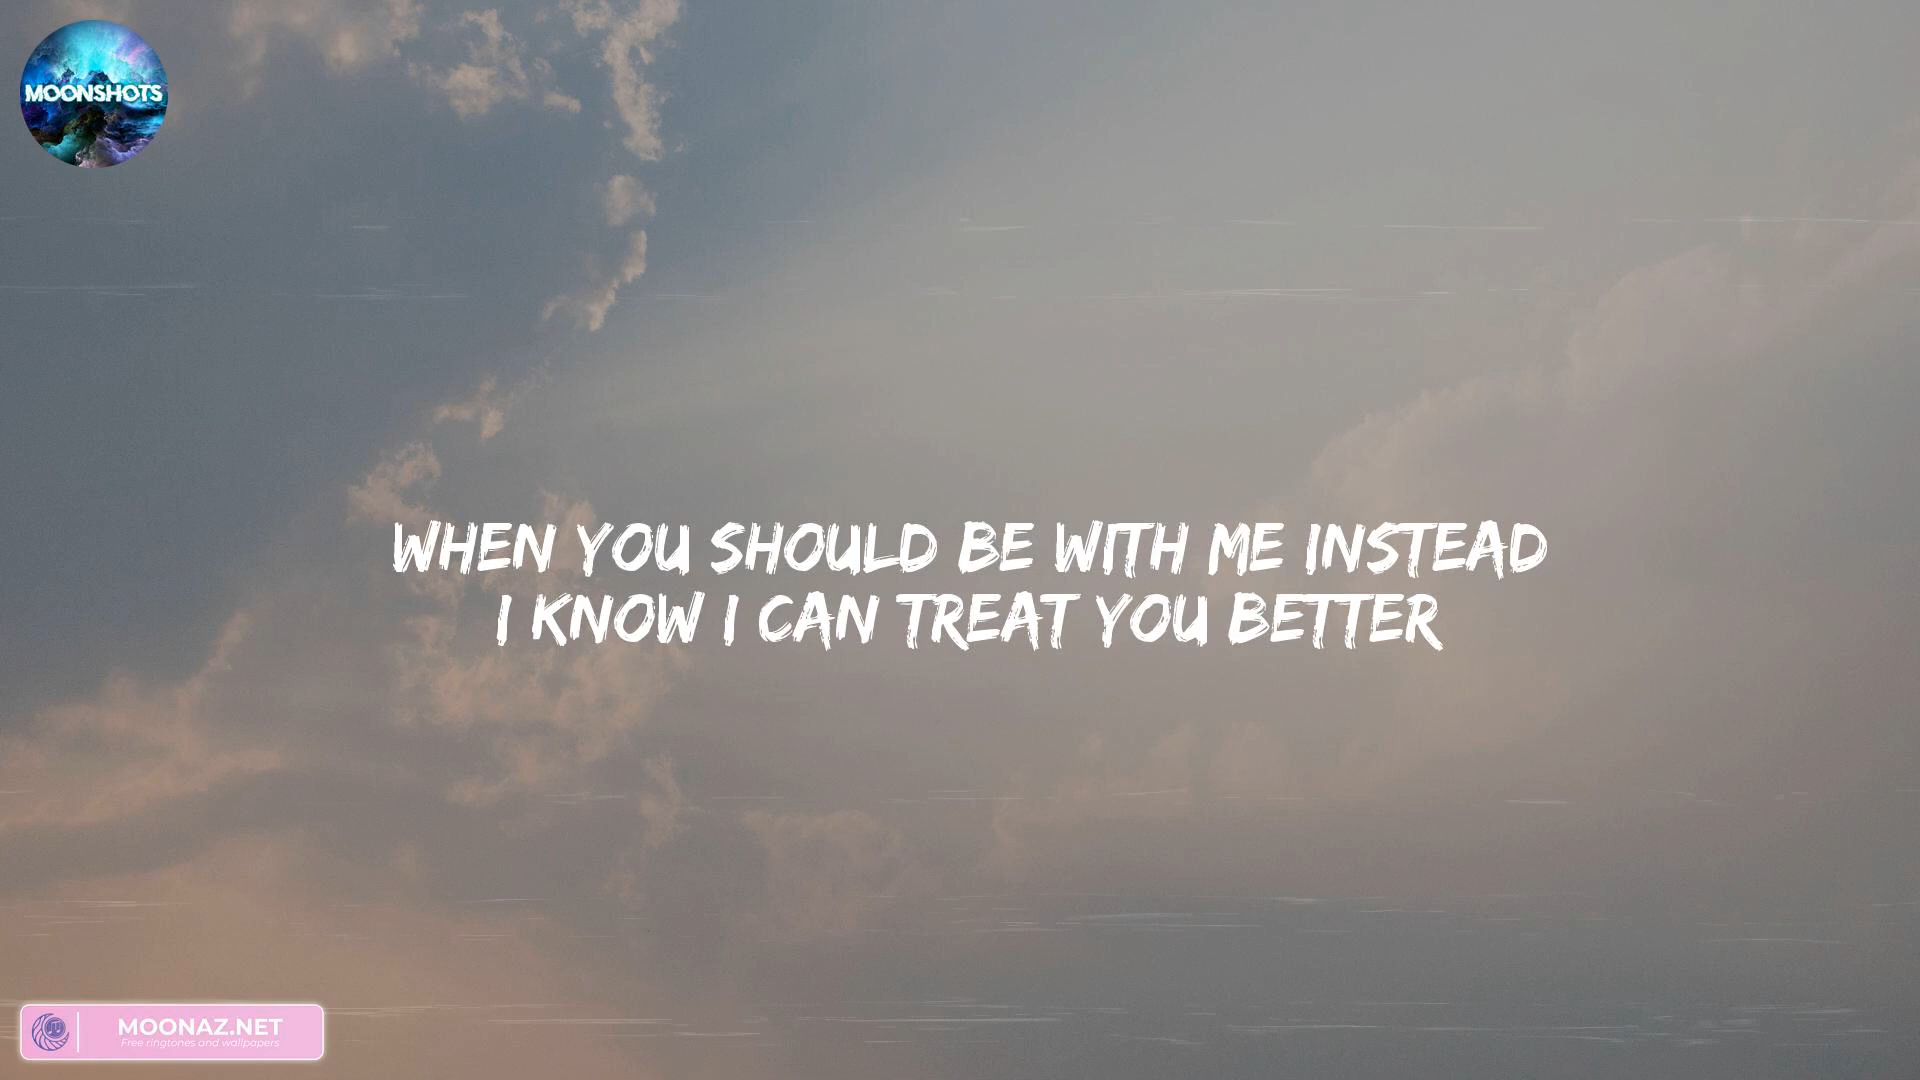 MOONSHOTS
WHEN YOU SHOULD BE WITH ME INSTEAD
I KNOW I CAN TREAT YOU BETTER
MOONAZ.NET
Free ringtones and wallpapers